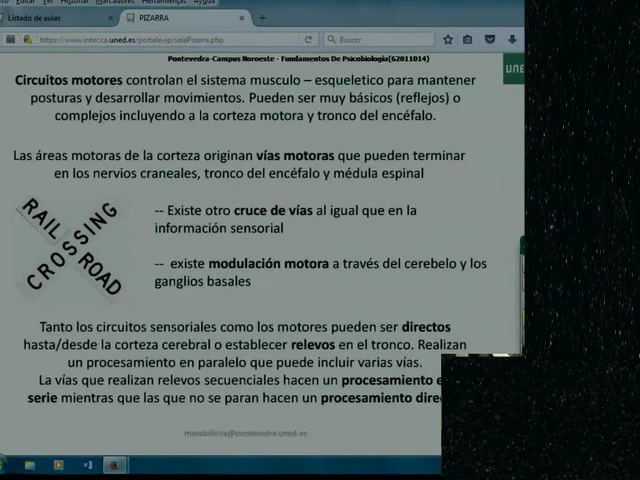 Editar Ver Historial Marcadores Herramientas Ayuda
Listado de aulas
PIZARRA
https://www.intecca.uned.es/portalavip/salaPizarra.php
Buscar
Pontevedra-Campus Noroeste - Fundamentos De Psicobiología(62011014)
Circuitos motores controlan el sistema musculo – esqueletico para mantener
posturas y desarrollar movimientos. Pueden ser muy básicos (reflejos) o
complejos incluyendo a la corteza motora y tronco del encéfalo.
Las áreas motoras de la corteza originan vías motoras que pueden terminar
en los nervios craneales, tronco del encéfalo y médula espinal
RAIL ROAD
CROSSING
-- Existe otro cruce de vías al igual que en la
información sensorial
-- existe modulación motora a través del cerebelo y los
ganglios basales
Tanto los circuitos sensoriales como los motores pueden ser directos
hasta/desde la corteza cerebral o establecer relevos en el tronco. Realizan
un procesamiento en paralelo que puede incluir varias vías.
La vías que realizan relevos secuenciales hacen un procesamiento
serie mientras que las que no se paran hacen un procesamiento